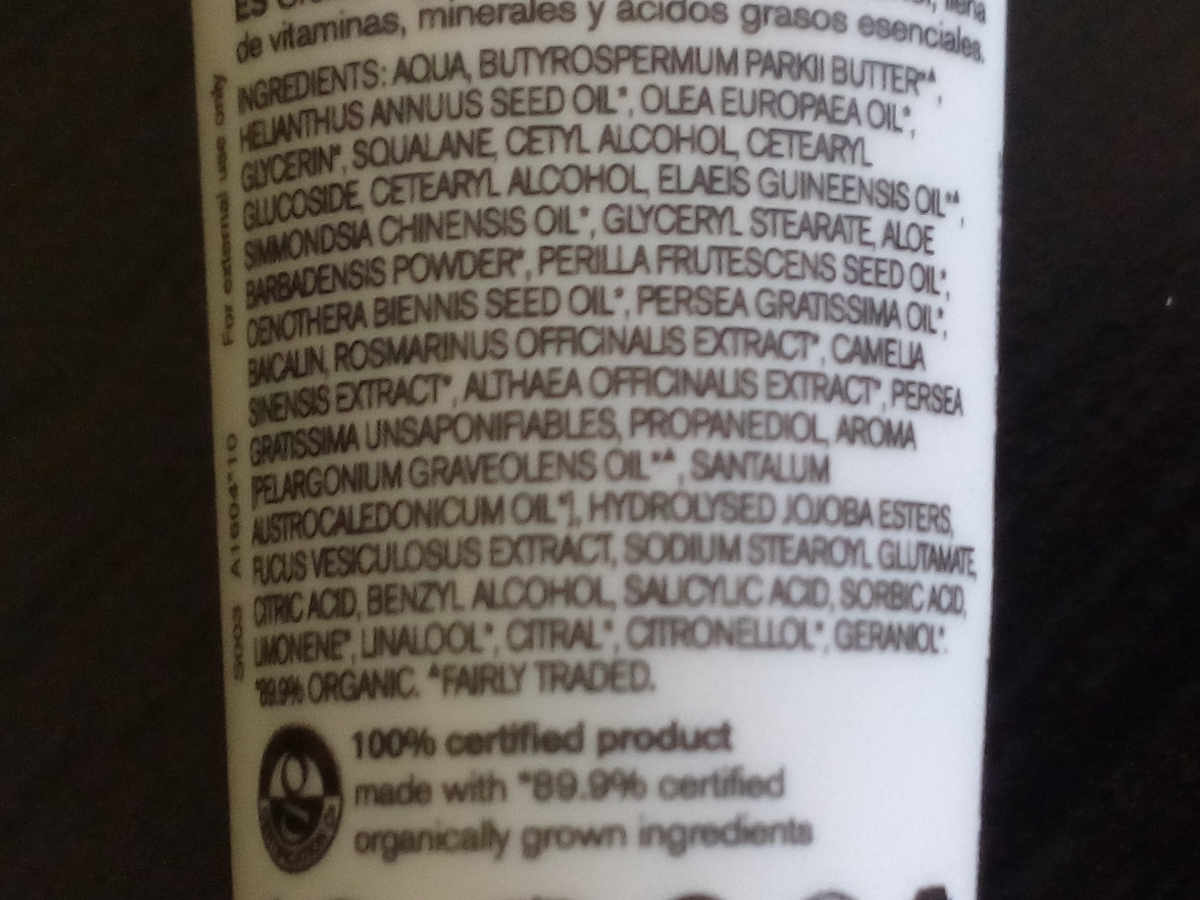 de vitaminas, minerales y ácidos grasos esenciales.
INGREDIENTS: AQUA, BUTYROSPERMUM PARKII BUTTER*▲,
HELIANTHUS ANNUUS SEED OIL*, OLEA EUROPAEA OIL*,
GLYCERIN*, SQUALANE, CETYL ALCOHOL, CETEARYL
GLUCOSIDE, CETEARYL ALCOHOL, ELAEIS GUINEENSIS OIL*▲,
SIMMONDSIA CHINENSIS OIL*, GLYCERYL STEARATE, ALOE
BARBADENSIS POWDER*, PERILLA FRUTESCENS SEED OIL*,
OENOTHERA BIENNIS SEED OIL*, PERSEA GRATISSIMA OIL*,
BACALIN, ROSMARINUS OFFICINALIS EXTRACT*, CAMELIA
SINENSIS EXTRACT*, ALTHAEA OFFICINALIS EXTRACT*, PERSEA
GRATISSIMA UNSAPONIFIABLES, PROPANEDIOL, AROMA
[PELARGONIUM GRAVEOLENS OIL*▲, SANTALUM
AUSTROCALEDONICUM OIL*], HYDROLYSED JOJOBA ESTERS,
FUCUS VESICULOSUS EXTRACT, SODIUM STEAROYL GLUTAMATE,
CITRIC ACID, BENZYL ALCOHOL, SALICYLIC ACID, SORBIC ACID,
LIMONENE*, LINALOOL*, CITRAL*, CITRONELLOL*, GERANIOL*.
*89.9% ORGANIC. ▲FAIRLY TRADED.
100% certified product
made with *89.9% certified
organically grown ingredients
For external use only
S903 A1604*10